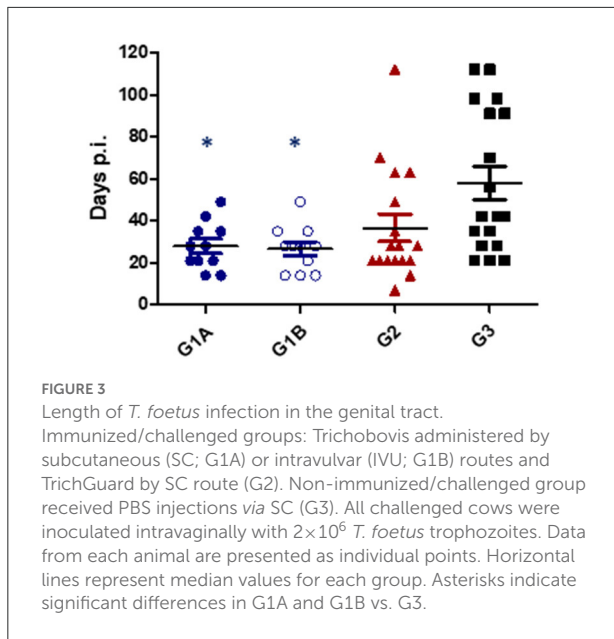 120
100
80
60
40
20
0
Days p.i.
*
*
G1A
G1B
G2
G3
FIGURE 3
Length of T. foetus infection in the genital tract.
Immunized/challenged groups: Trichobovis administered by
subcutaneous (SC; G1A) or intravulvar (IVU; G1B) routes and
TrichGuard by SC route (G2). Non-immunized/challenged group
received PBS injections via SC (G3). All challenged cows were
inoculated intravaginally with 2×10⁶ T. foetus trophozoites. Data
from each animal are presented as individual points. Horizontal
lines represent median values for each group. Asterisks indicate
significant differences in G1A and G1B vs. G3.